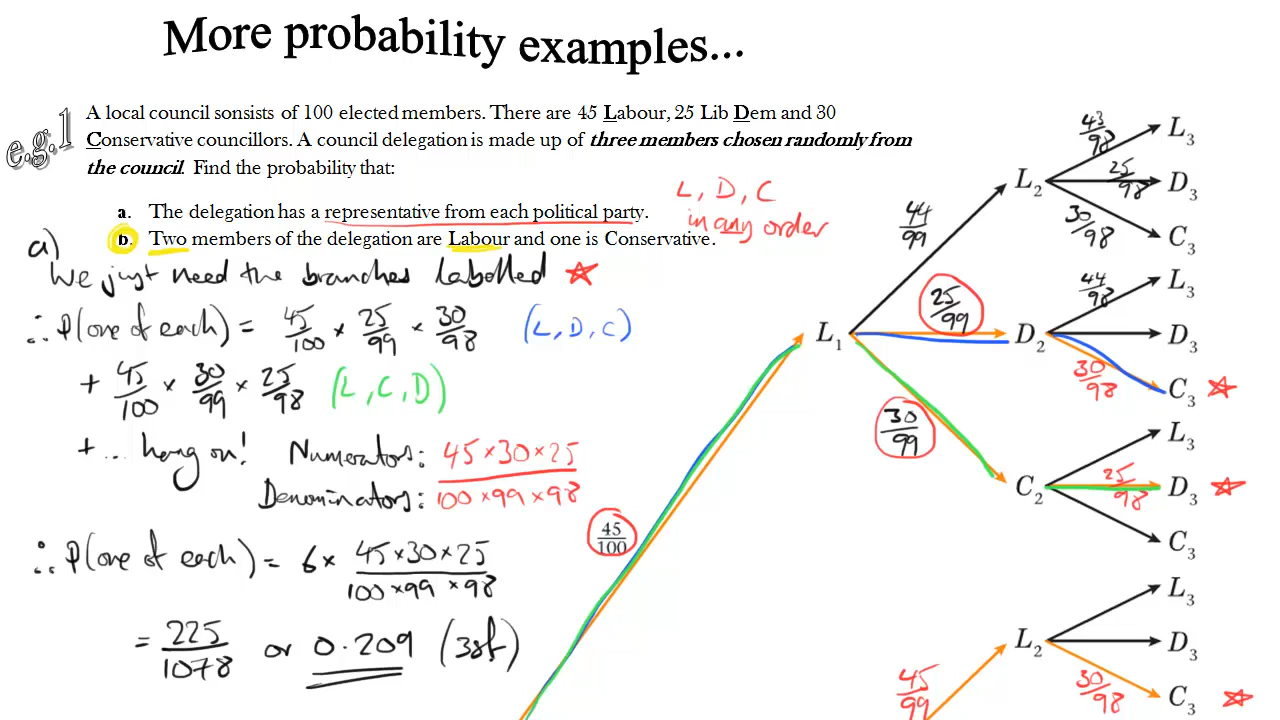 More probability examples...
e.g.1
A local council sonsists of 100 elected members. There are 45 Labour, 25 Lib Dem and 30
Conservative councillors. A council delegation is made up of three members chosen randomly from
the council. Find the probability that:
a. The delegation has a representative from each political party.
b. Two members of the delegation are Labour and one is Conservative.
L, D, C
in any order
a)
We just need the branches labelled ☆
∴ P(one of each) = 45/100 × 25/99 × 30/98 (L, D, C)
+ 45/100 × 30/99 × 25/98 (L, C, D)
+ ... hang on! Numerators: 45×30×25
Denominators: 100×99×98
∴ P(one of each) = 6× 45×30×25/100×99×98
= 225/1078 or 0.209 (3sf)
45/100
L₁
44/99
L₂
43/98 L₃
25/98 D₃
30/98 C₃
25/99
D₂
44/98 L₃
D₃
30/98 C₃ ☆
30/99
C₂
L₃
25/98 D₃ ☆
C₃
45/99
L₂
L₃
D₃
30/98 C₃ ☆